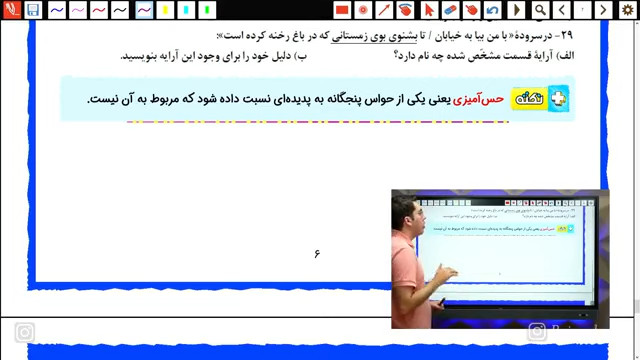 ۲۹- در سرودهٔ «با من بیا به خیابان / تا بشنوی بوی زمستانی که در باغ رخنه کرده است»:
الف) آرایهٔ قسمت مشخّص شده چه نام دارد؟ ب) دلیل خود را برای وجود این آرایه بنویسید.
نکته حس‌آمیزی یعنی یکی از حواس پنجگانه به پدیده‌ای نسبت داده شود که مربوط به آن نیست.
۶